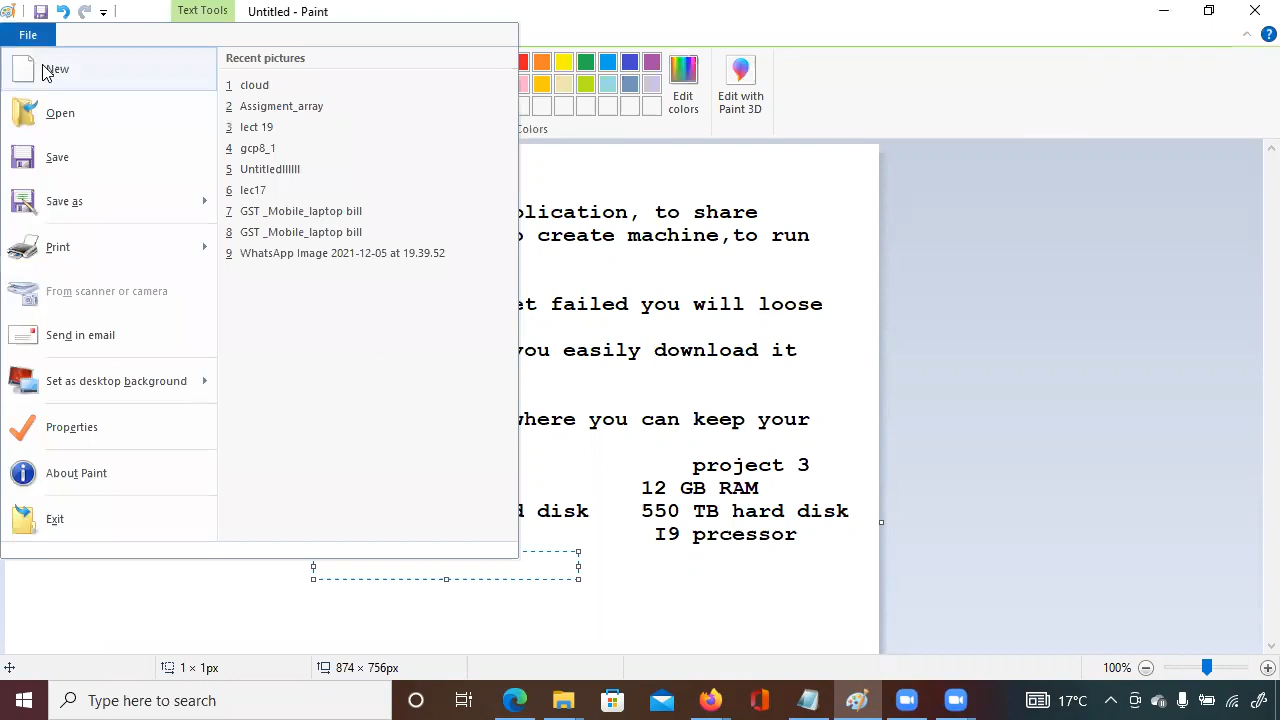 Text Tools
Untitled - Paint
File
New
Open
Save
Save as
Print
From scanner or camera
Send in email
Set as desktop background
Properties
About Paint
Exit
Recent pictures
1 cloud
2 Assigment_array
3 lect 19
4 gcp8_1
5 Untitledllllll
6 lec17
7 GST _Mobile_laptop bill
8 GST _Mobile_laptop bill
9 WhatsApp Image 2021-12-05 at 19.39.52
Edit colors
Edit with Paint 3D
Colors
plication, to share
create machine,to run
et failed you will loose
you easily download it
where you can keep your
project 3
12 GB RAM
disk 550 TB hard disk
I9 prcessor
1 × 1px
874 × 756px
100%
Type here to search
17°C